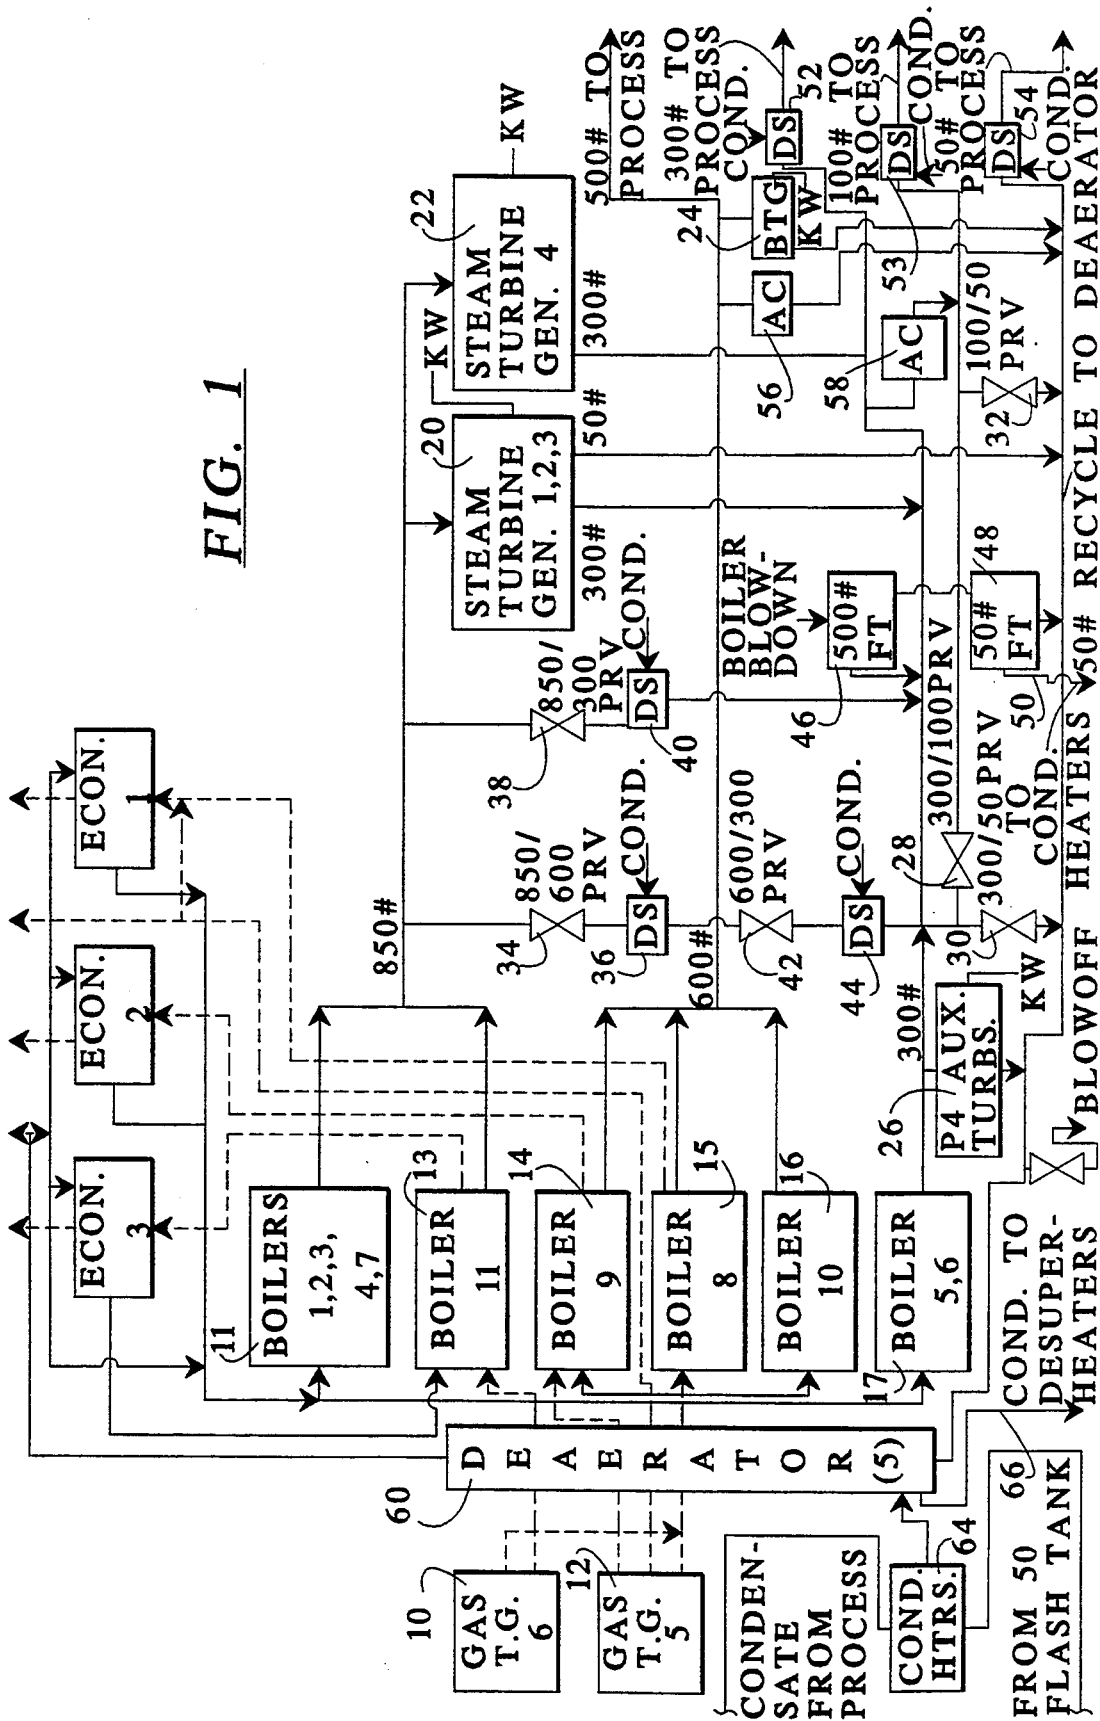 FIG. 1
ECON.
3
ECON.
2
ECON.
1
11
BOILERS
1,2,3,
4,7
13
BOILER
11
14
BOILER
9
15
BOILER
8
16
BOILER
10
17
BOILER
5,6
10
GAS
T.G.
6
12
GAS
T.G.
5
60
DEAERATOR
(5)
CONDEN-
SATE
FROM
PROCESS
COND.
HTRS.
64
FROM 50
FLASH TANK
66
COND. TO
DESUPER-
HEATERS
BLOWOFF
850#
600#
300#
26
P4 AUX.
TURBS.
KW
34
850/
600
PRV
36
DS
COND.
38
850/
300
PRV
40
DS
COND.
42
600/300
PRV
44
DS
COND.
28
300/100PRV
30
300/50PRV
TO
COND.
HEATERS
BOILER
BLOW-
DOWN
46
500#
FT
48
50#
FT
50
20
STEAM
TURBINE
GEN. 1,2,3
KW
300#
50#
22
STEAM
TURBINE
GEN. 4
KW
300#
24
BTG
KW
56
AC
58
AC
100/50
PRV
32
500# TO
PROCESS
300# TO
PROCESS
COND.
DS
52
100# TO
PROCESS
DS
53
COND.
50# TO
PROCESS
DS
54
COND.
50# RECYCLE TO DEAERATOR